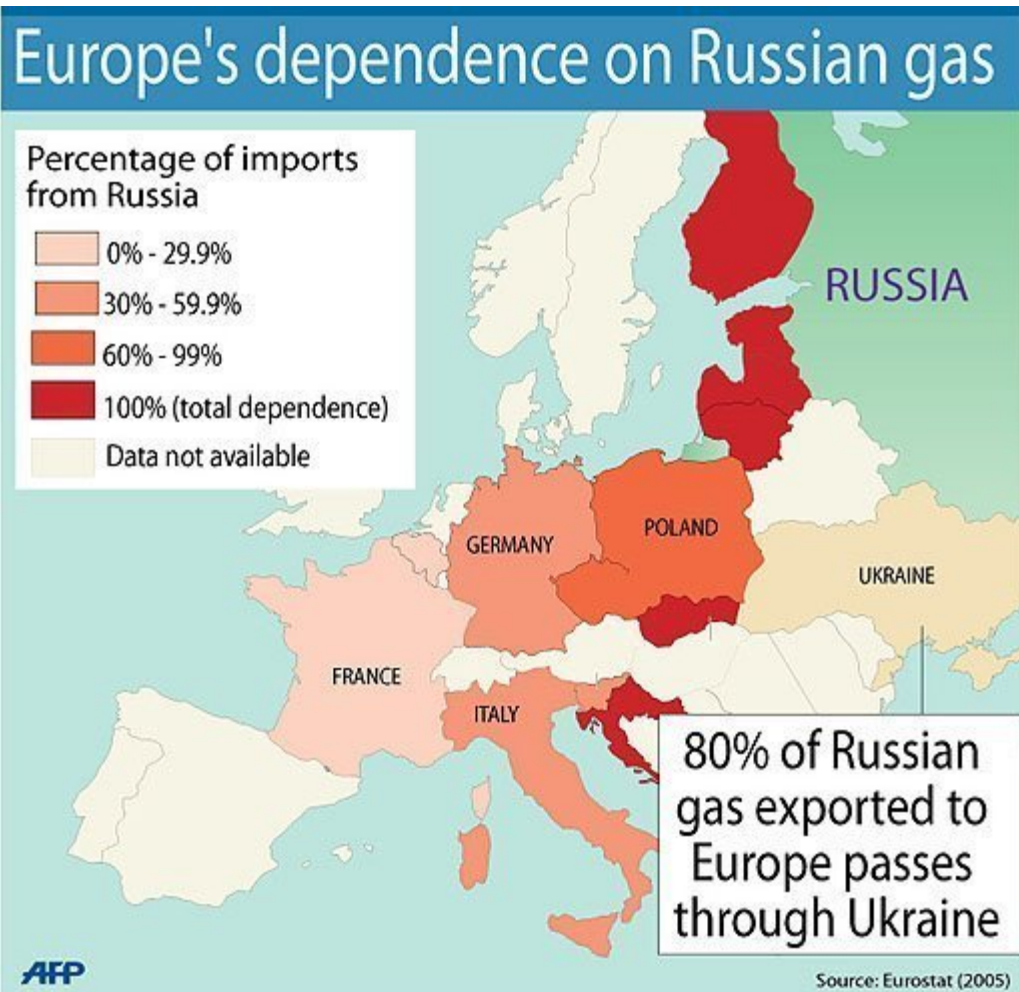 Europe's dependence on Russian gas
Percentage of imports
from Russia
0% - 29.9%
30% - 59.9%
60% - 99%
100% (total dependence)
Data not available
RUSSIA
GERMANY
POLAND
UKRAINE
FRANCE
ITALY
80% of Russian
gas exported to
Europe passes
through Ukraine
AFP
Source: Eurostat (2005)